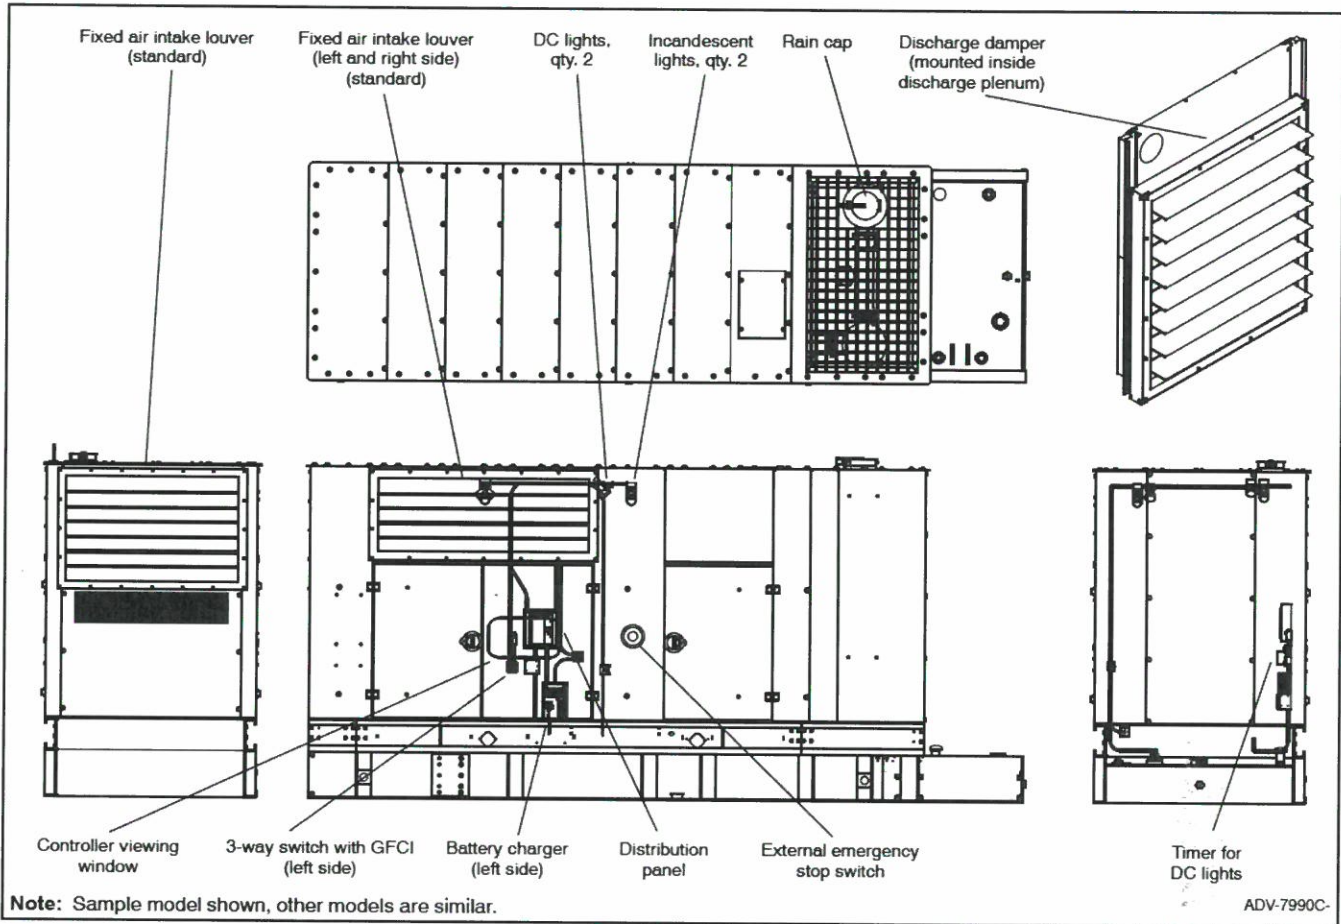 Fixed air intake louver
(standard)
Fixed air intake louver
(left and right side)
(standard)
DC lights,
qty. 2
Incandescent
lights, qty. 2
Rain cap
Discharge damper
(mounted inside
discharge plenum)
Controller viewing
window
3-way switch with GFCI
(left side)
Battery charger
(left side)
Distribution
panel
External emergency
stop switch
Timer for
DC lights
Note: Sample model shown, other models are similar.
ADV-7990C-